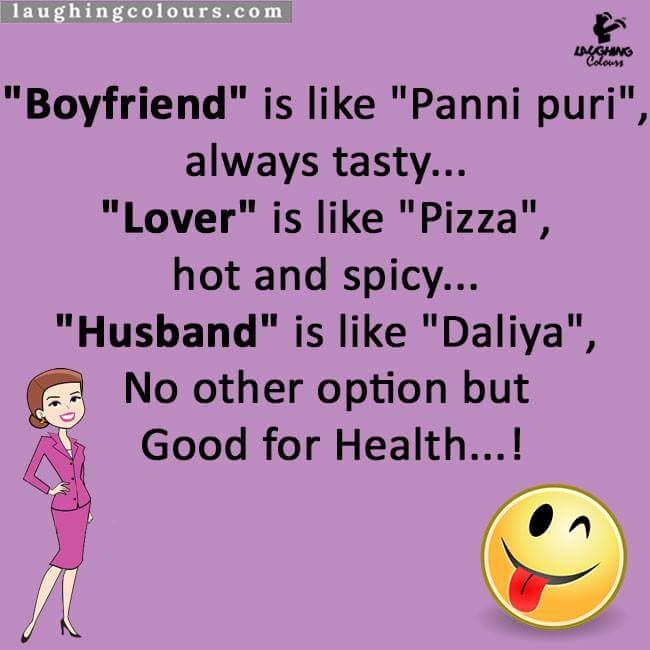 laughingcolours.com
LAUGHING
Colours
"Boyfriend" is like "Panni puri",
always tasty...
"Lover" is like "Pizza",
hot and spicy...
"Husband" is like "Daliya",
No other option but
Good for Health...!